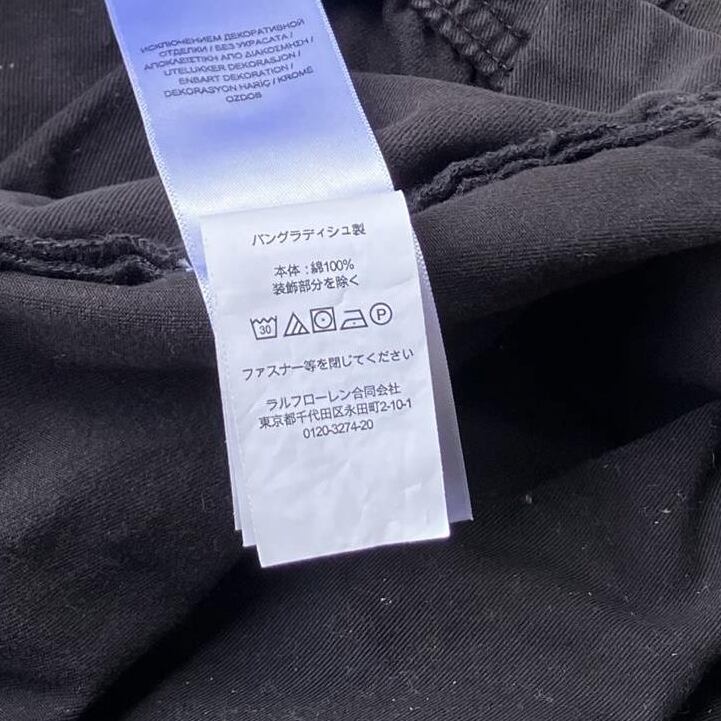 ИСКЛЮЧЕНИЕМ ДЕКОРАТИВНОЙ
ОТДЕЛКИ / БЕЗ УКРАСАТА /
ΑΠΟΚΛΕΙΣΤΙΚΗ ΑΠΟ ΔΙΑΚΟΣΜΗΣΗ /
UTELUKKER DEKORASJON /
ENBART DEKORATION /
DEKORASYON HARİÇ / KROMĚ
OZDOB
バングラディシュ製
本体 : 綿100%
装飾部分を除く
30 P
ファスナー等を閉じてください
ラルフローレン合同会社
東京都千代田区永田町2-10-1
0120-3274-20